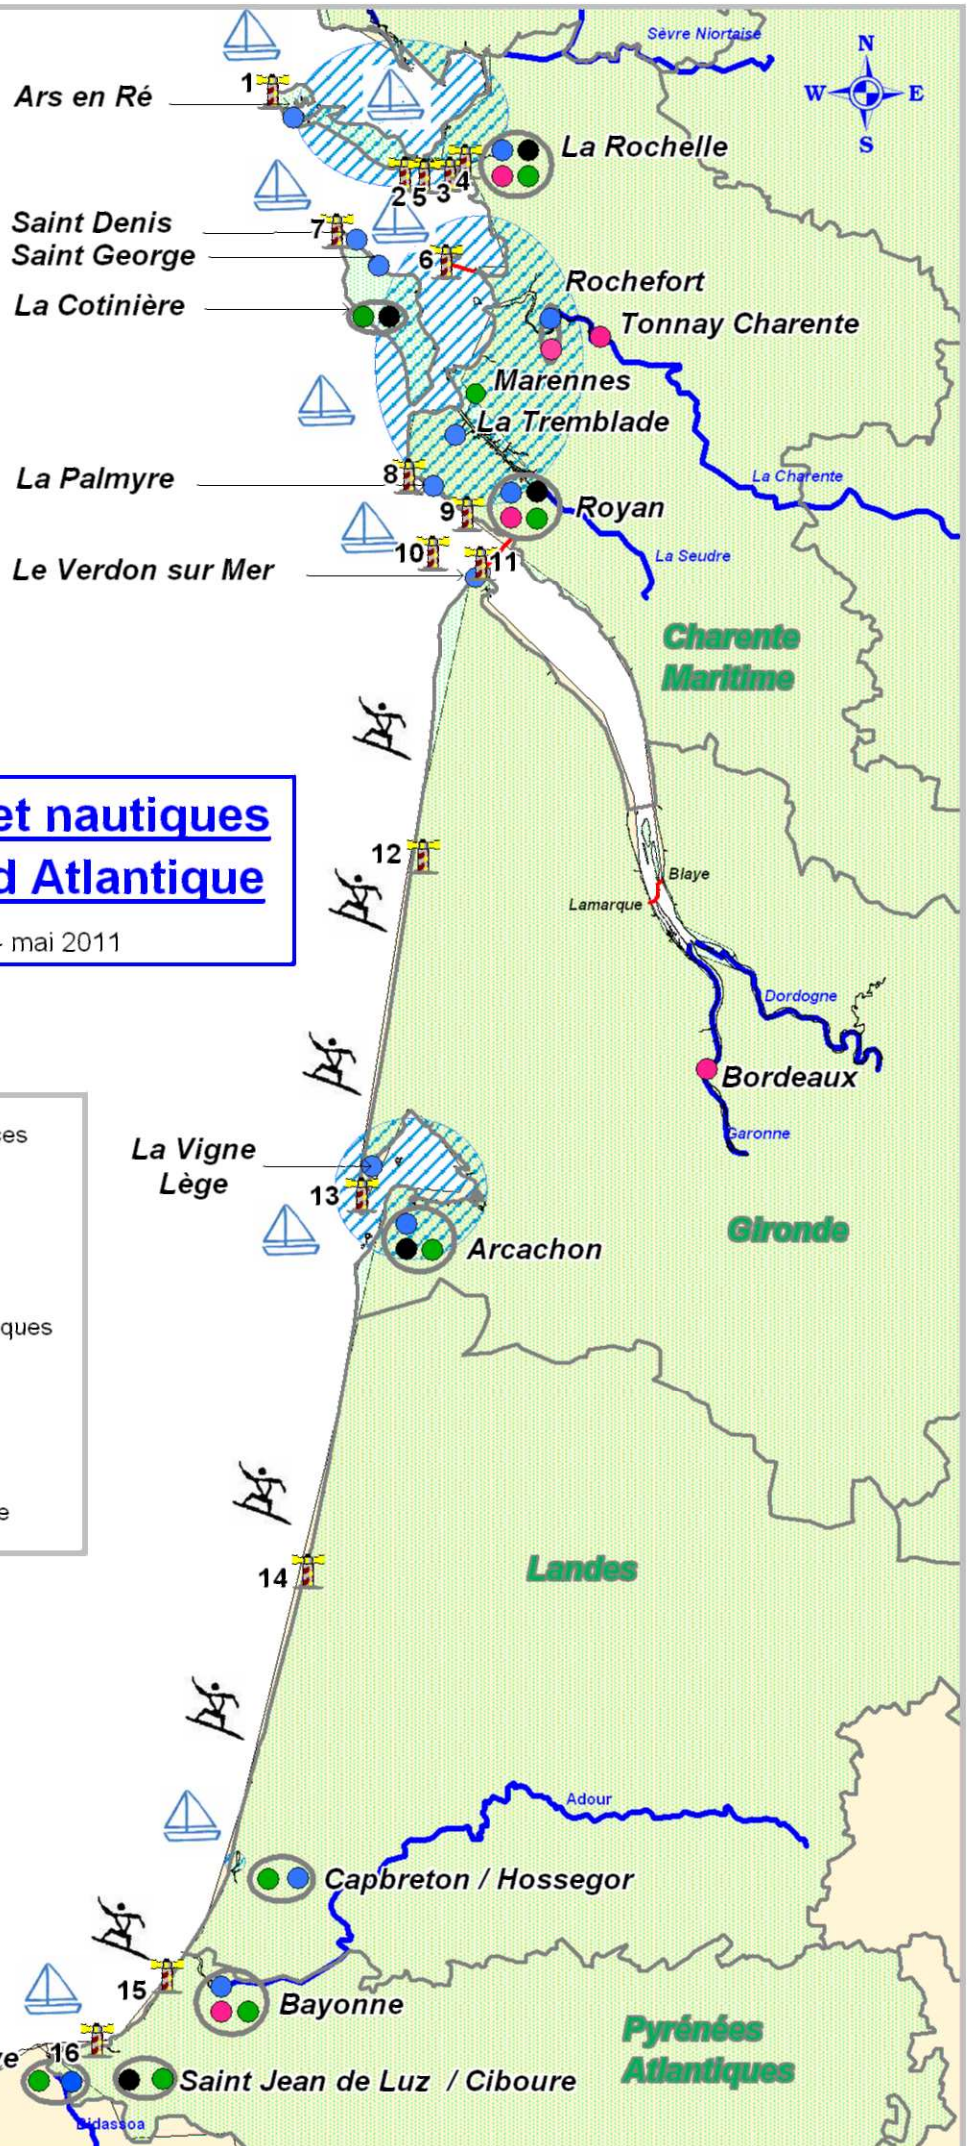 Sèvre Niortaise
N
W
E
S
1
Ars en Ré
La Rochelle
2
5
3
4
Saint Denis
7
Saint George
6
La Cotinière
Rochefort
Tonnay Charente
Marennes
La Tremblade
La Palmyre
8
La Charente
9
Royan
10
11
La Seudre
Le Verdon sur Mer
Charente
Maritime
et nautiques
Atlantique
mai 2011
12
Blaye
Lamarque
Dordogne
Bordeaux
Garonne
La Vigne
Lège
13
Arcachon
Gironde
14
Landes
Adour
Capbreton / Hossegor
15
Bayonne
Pyrénées
Atlantiques
16
Saint Jean de Luz / Ciboure
Bidassoa